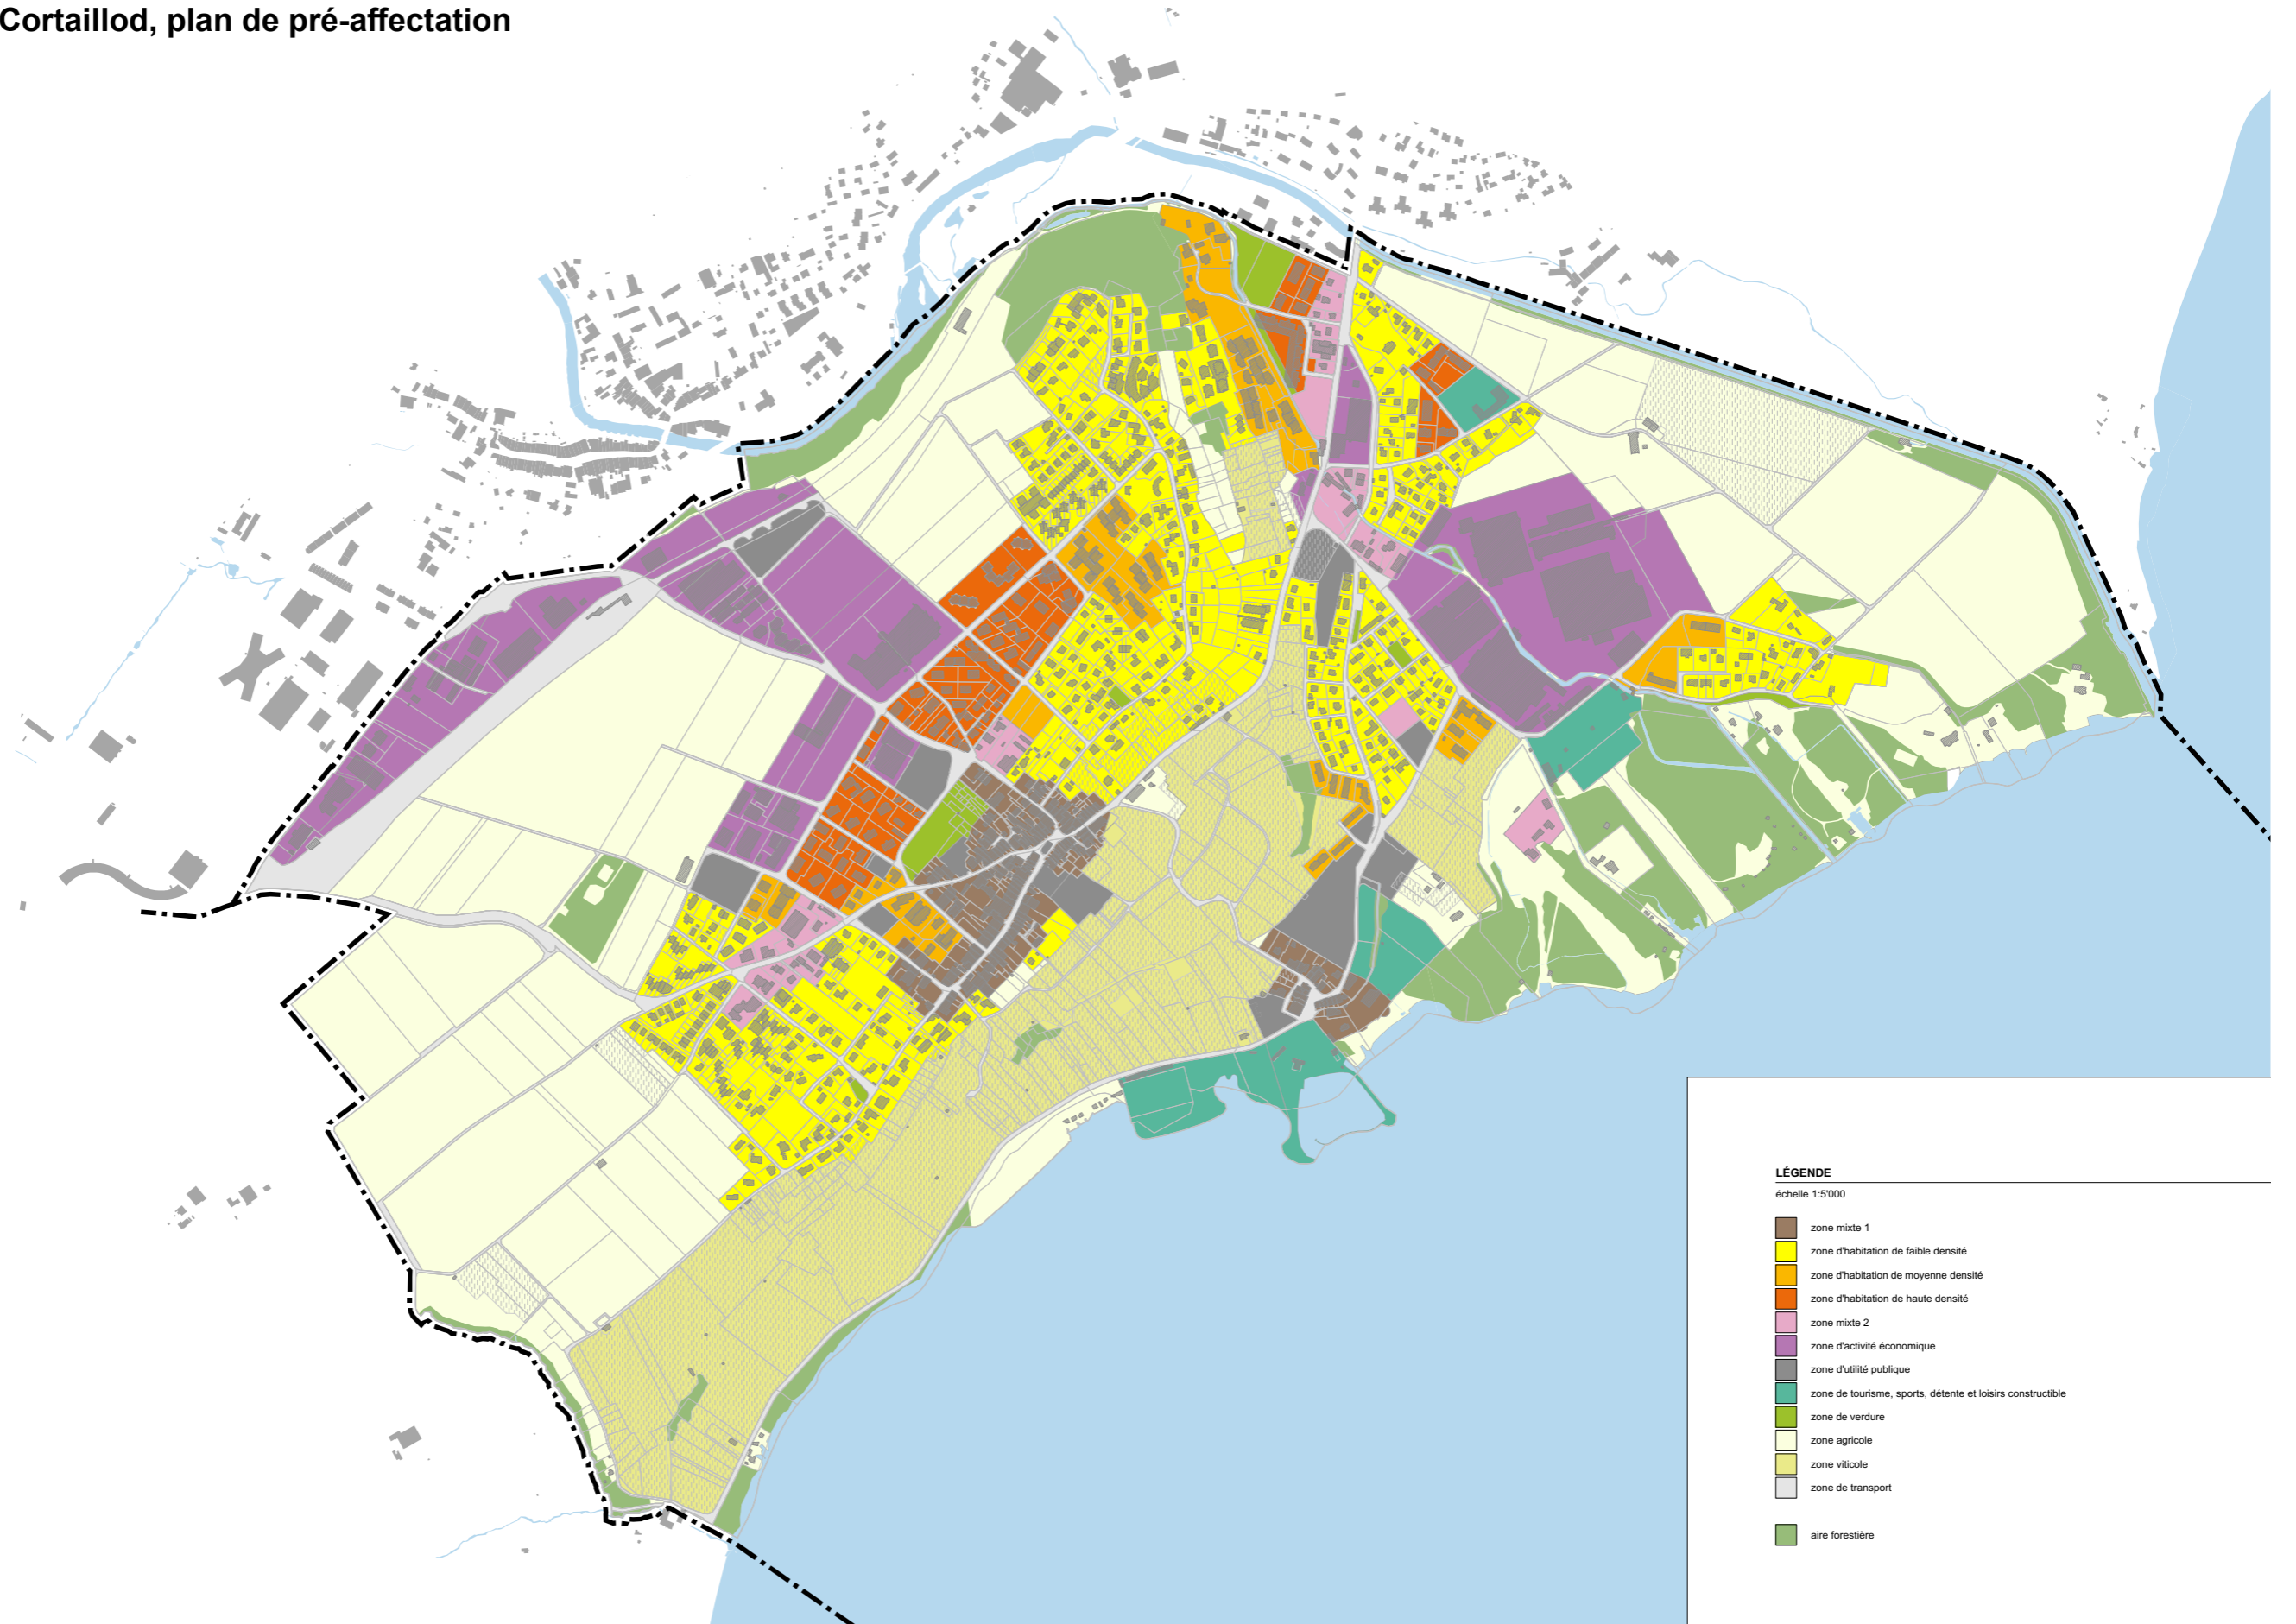 Cortaillod, plan de pré-affectation
LÉGENDE
échelle 1:5'000
zone mixte 1
zone d'habitation de faible densité
zone d'habitation de moyenne densité
zone d'habitation de haute densité
zone mixte 2
zone d'activité économique
zone d'utilité publique
zone de tourisme, sports, détente et loisirs constructible
zone de verdure
zone agricole
zone viticole
zone de transport
aire forestière